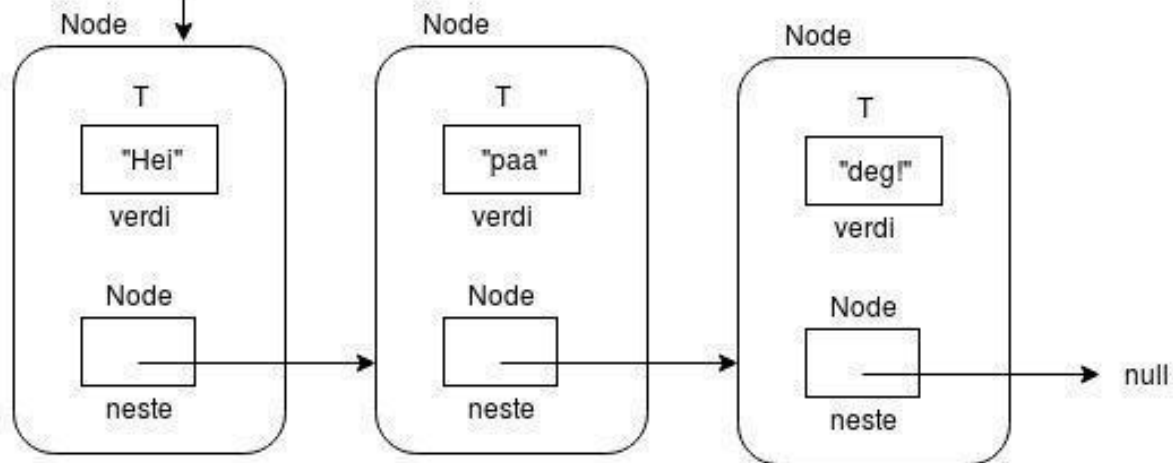 Node
Node
Node
T
T
T
"Hei"
"paa"
"deg!"
verdi
verdi
verdi
Node
Node
Node
null
neste
neste
neste